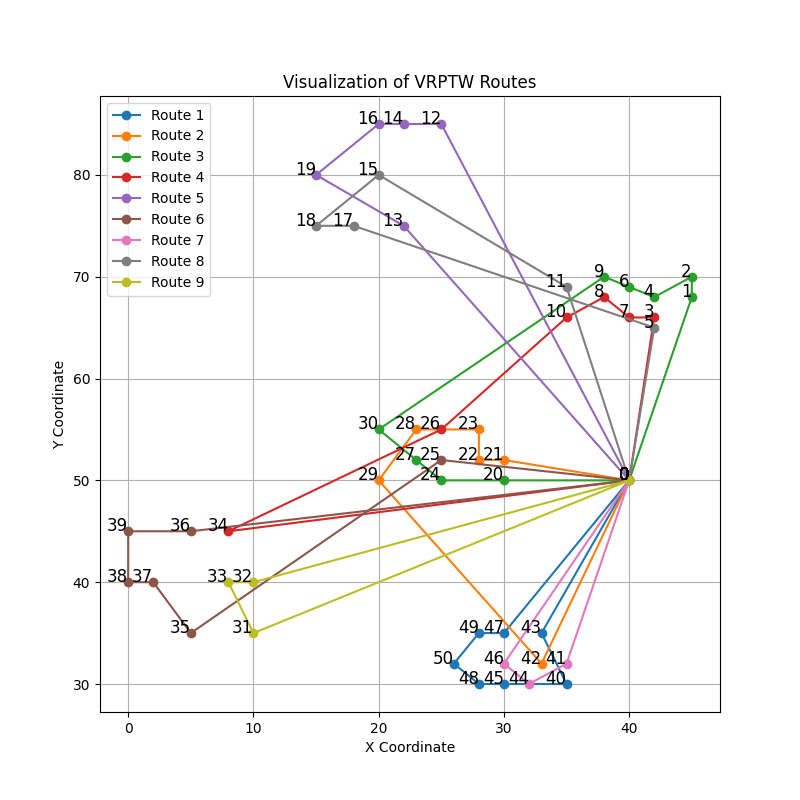 Visualization of VRPTW Routes
Route 1
Route 2
Route 3
Route 4
Route 5
Route 6
Route 7
Route 8
Route 9
16 14 12
19 15
18 17 13
9 6 2
11 8 4 1
10 7 3
5
30 28 26 23
27 25 22 21
29 24 20 0
39 36 34
38 37 33 32
35 31
49 47 43
50 46 42 41
48 45 44 40
80
70
60
50
40
30
0 10 20 30 40
Y Coordinate
X Coordinate